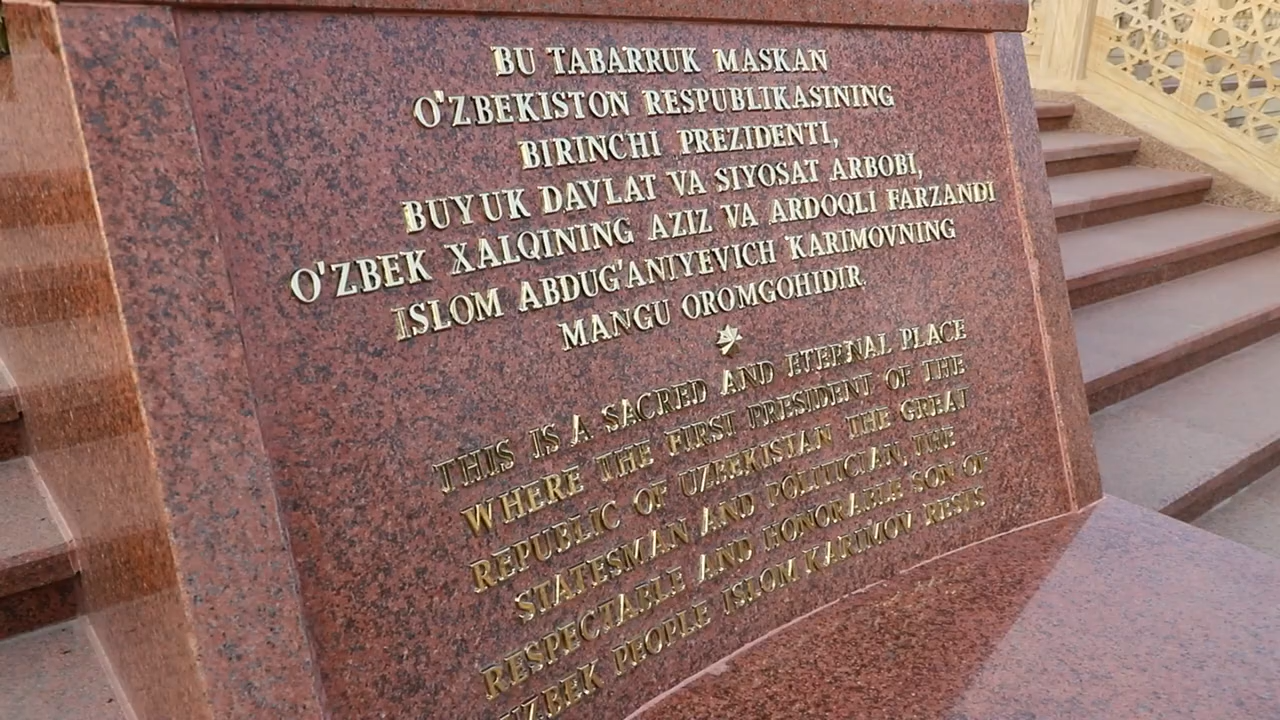 BU TABARRUK MASKAN
O'ZBEKISTON RESPUBLIKASINING
BIRINCHI PREZIDENTI,
BUYUK DAVLAT VA SIYOSAT ARBOBI,
O'ZBEK XALQINING AZIZ VA ARDOQLI FARZANDI
ISLOM ABDUG'ANIYEVICH KARIMOVNING
MANGU OROMGOHIDIR.
THIS IS A SACRED AND ETERNAL PLACE
WHERE THE FIRST PRESIDENT OF THE
REPUBLIC OF UZBEKISTAN THE GREAT
STATESMAN AND POLITICIAN, THE
RESPECTABLE AND HONORABLE SON OF
UZBEK PEOPLE ISLOM KARIMOV RESTS